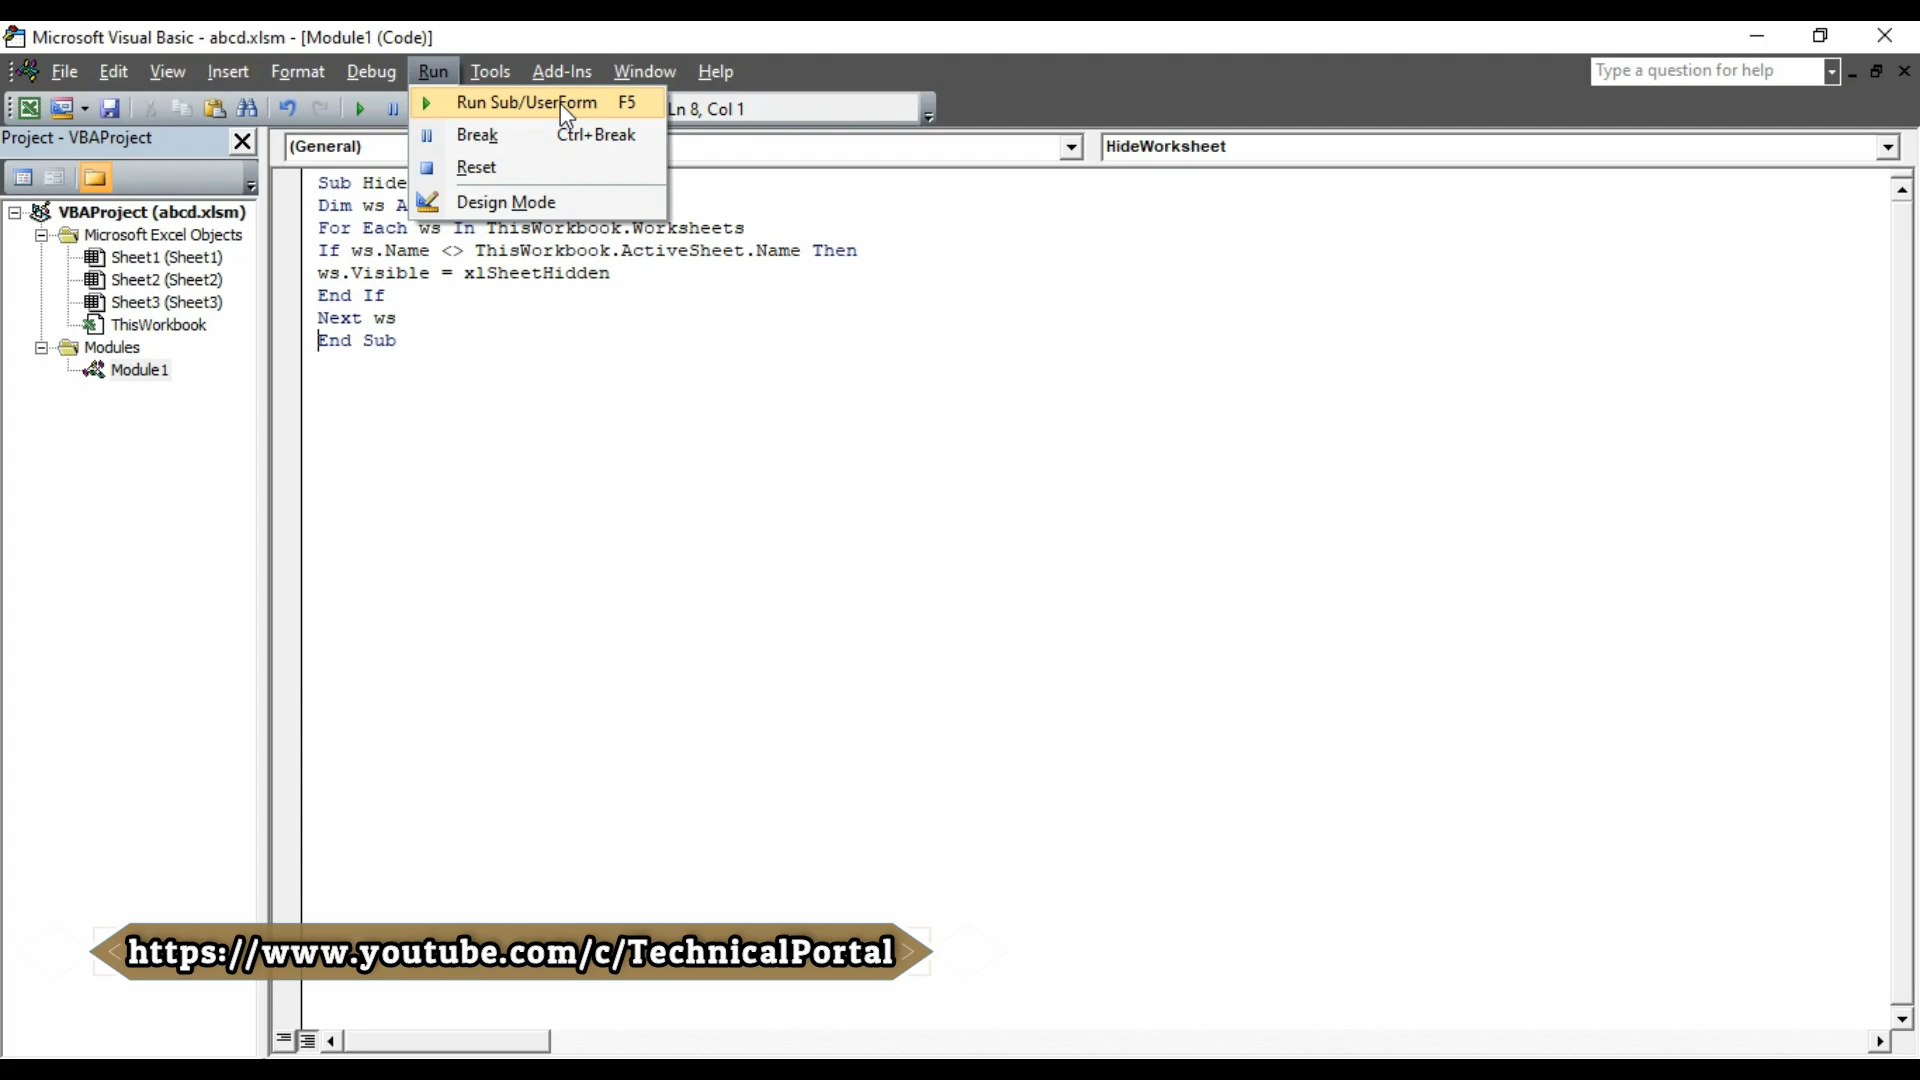 Microsoft Visual Basic - abcd.xlsm - [Module1 (Code)]
File Edit View Insert Format Debug Run Tools Add-Ins Window Help
Type a question for help
Run Sub/UserForm F5
Break Ctrl+Break
Reset
Design Mode
Ln 8, Col 1
Project - VBAProject
(General)
HideWorksheet
VBAProject (abcd.xlsm)
Microsoft Excel Objects
Sheet1 (Sheet1)
Sheet2 (Sheet2)
Sheet3 (Sheet3)
ThisWorkbook
Modules
Module1
Sub Hide
Dim ws A
For Each ws In ThisWorkbook.Worksheets
If ws.Name <> ThisWorkbook.ActiveSheet.Name Then
ws.Visible = xlSheetHidden
End If
Next ws
End Sub
https://www.youtube.com/c/TechnicalPortal